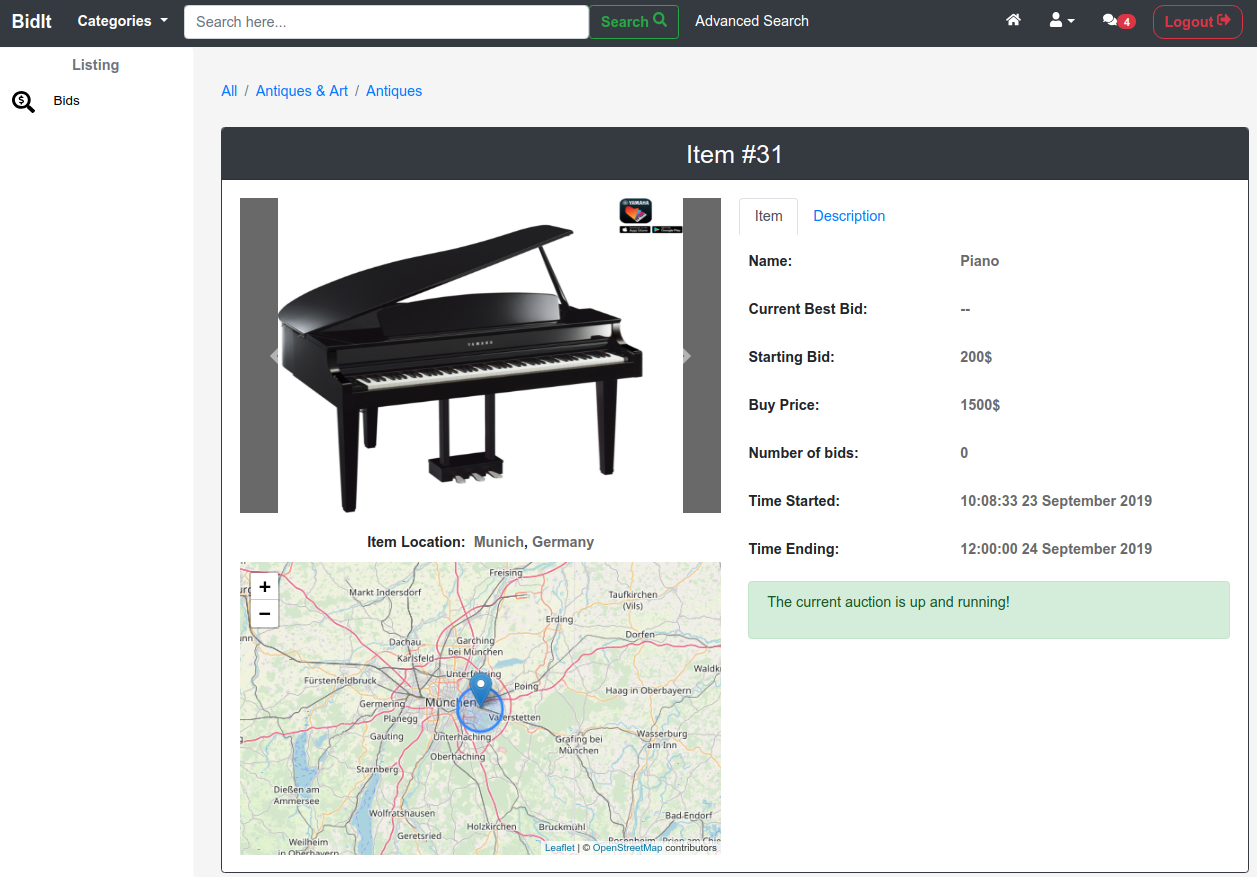 BidIt Categories Search here... Search Advanced Search 4 Logout
Listing
Bids
All / Antiques & Art / Antiques
Item #31
YAMAHA
YAMAHA
Item Description
Name: Piano
Current Best Bid: --
Starting Bid: 200$
Buy Price: 1500$
Number of bids: 0
Time Started: 10:08:33 23 September 2019
Time Ending: 12:00:00 24 September 2019
The current auction is up and running!
Item Location: Munich, Germany
+
−
Freising
Markt Indersdorf
Taufkirchen
(Vils)
Erding
Dorfen
Dachau
Garching
bei München
Karlsfeld
Unterföhring
Fürstenfeldbruck
Poing
Haag in Oberbayern
Germering
München
Vaterstetten
Planegg
Gauting
Unterhaching
Grafing bei
München
Wasserburg
am Inn
Oberhaching
Starnberg
Dießen am
Ammersee
Wolfratshausen
Holzkirchen
Bruckmühl
Bad Endorf
Geretsried
Weilheim
in Oberbayern
Leaflet | © OpenStreetMap contributors